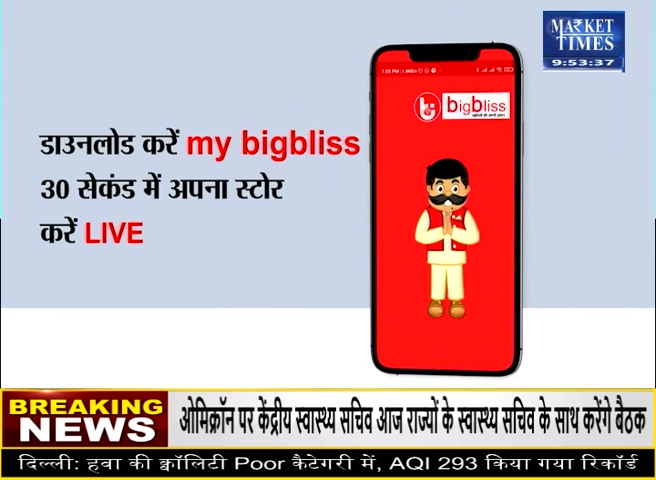 MARKET
TIMES
9:53:37
bigbliss
डाउनलोड करें my bigbliss
30 सेकंड में अपना स्टोर
करें LIVE
BREAKING
NEWS
ओमिक्रॉन पर केंद्रीय स्वास्थ्य सचिव आज राज्यों के स्वास्थ्य सचिव के साथ करेंगे बैठक
दिल्ली: हवा की क्वॉलिटी Poor कैटेगरी में, AQI 293 किया गया रिकॉर्ड